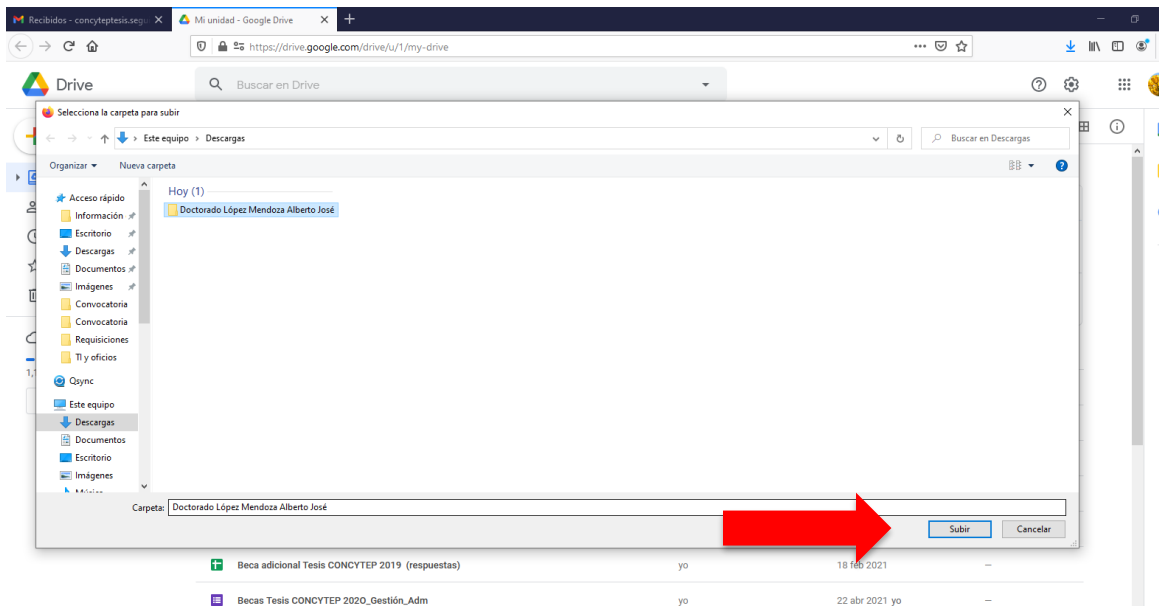 Recibidos - concyteptesis.segui
Mi unidad - Google Drive
https://drive.google.com/drive/u/1/my-drive
Drive
Buscar en Drive
Selecciona la carpeta para subir
Este equipo > Descargas
Buscar en Descargas
Organizar
Nueva carpeta
Acceso rápido
Información
Escritorio
Descargas
Documentos
Imágenes
Convocatoria
Convocatoria
Requisiciones
TI y oficios
Qsync
Este equipo
Descargas
Documentos
Escritorio
Imágenes
Hoy (1)
Doctorado López Mendoza Alberto José
Carpeta: Doctorado López Mendoza Alberto José
Subir
Cancelar
Beca adicional Tesis CONCYTEP 2019 (respuestas) yo 18 feb 2021 —
Becas Tesis CONCYTEP 2020_Gestión_Adm yo 22 abr 2021 yo —